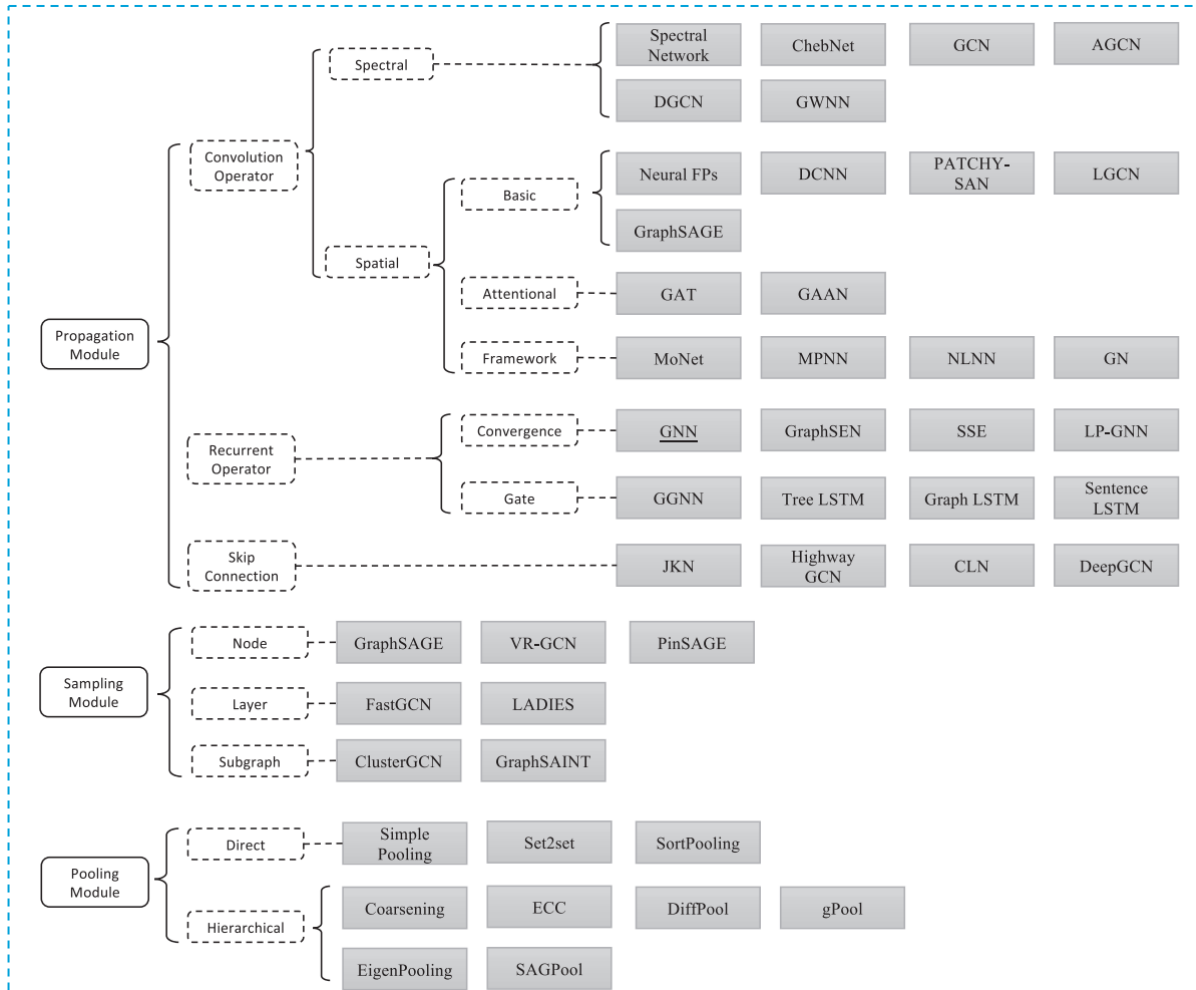 Spectral
Network
ChebNet
GCN
AGCN
Spectral
DGCN
GWNN
Convolution
Operator
Neural FPs
DCNN
PATCHY-
SAN
LGCN
Basic
GraphSAGE
Spatial
Attentional
GAT
GAAN
Propagation
Module
Framework
MoNet
MPNN
NLNN
GN
Recurrent
Operator
Convergence
GNN
GraphSEN
SSE
LP-GNN
Gate
GGNN
Tree LSTM
Graph LSTM
Sentence
LSTM
Skip
Connection
JKN
Highway
GCN
CLN
DeepGCN
Node
GraphSAGE
VR-GCN
PinSAGE
Sampling
Module
Layer
FastGCN
LADIES
Subgraph
ClusterGCN
GraphSAINT
Direct
Simple
Pooling
Set2set
SortPooling
Pooling
Module
Hierarchical
Coarsening
ECC
DiffPool
gPool
EigenPooling
SAGPool